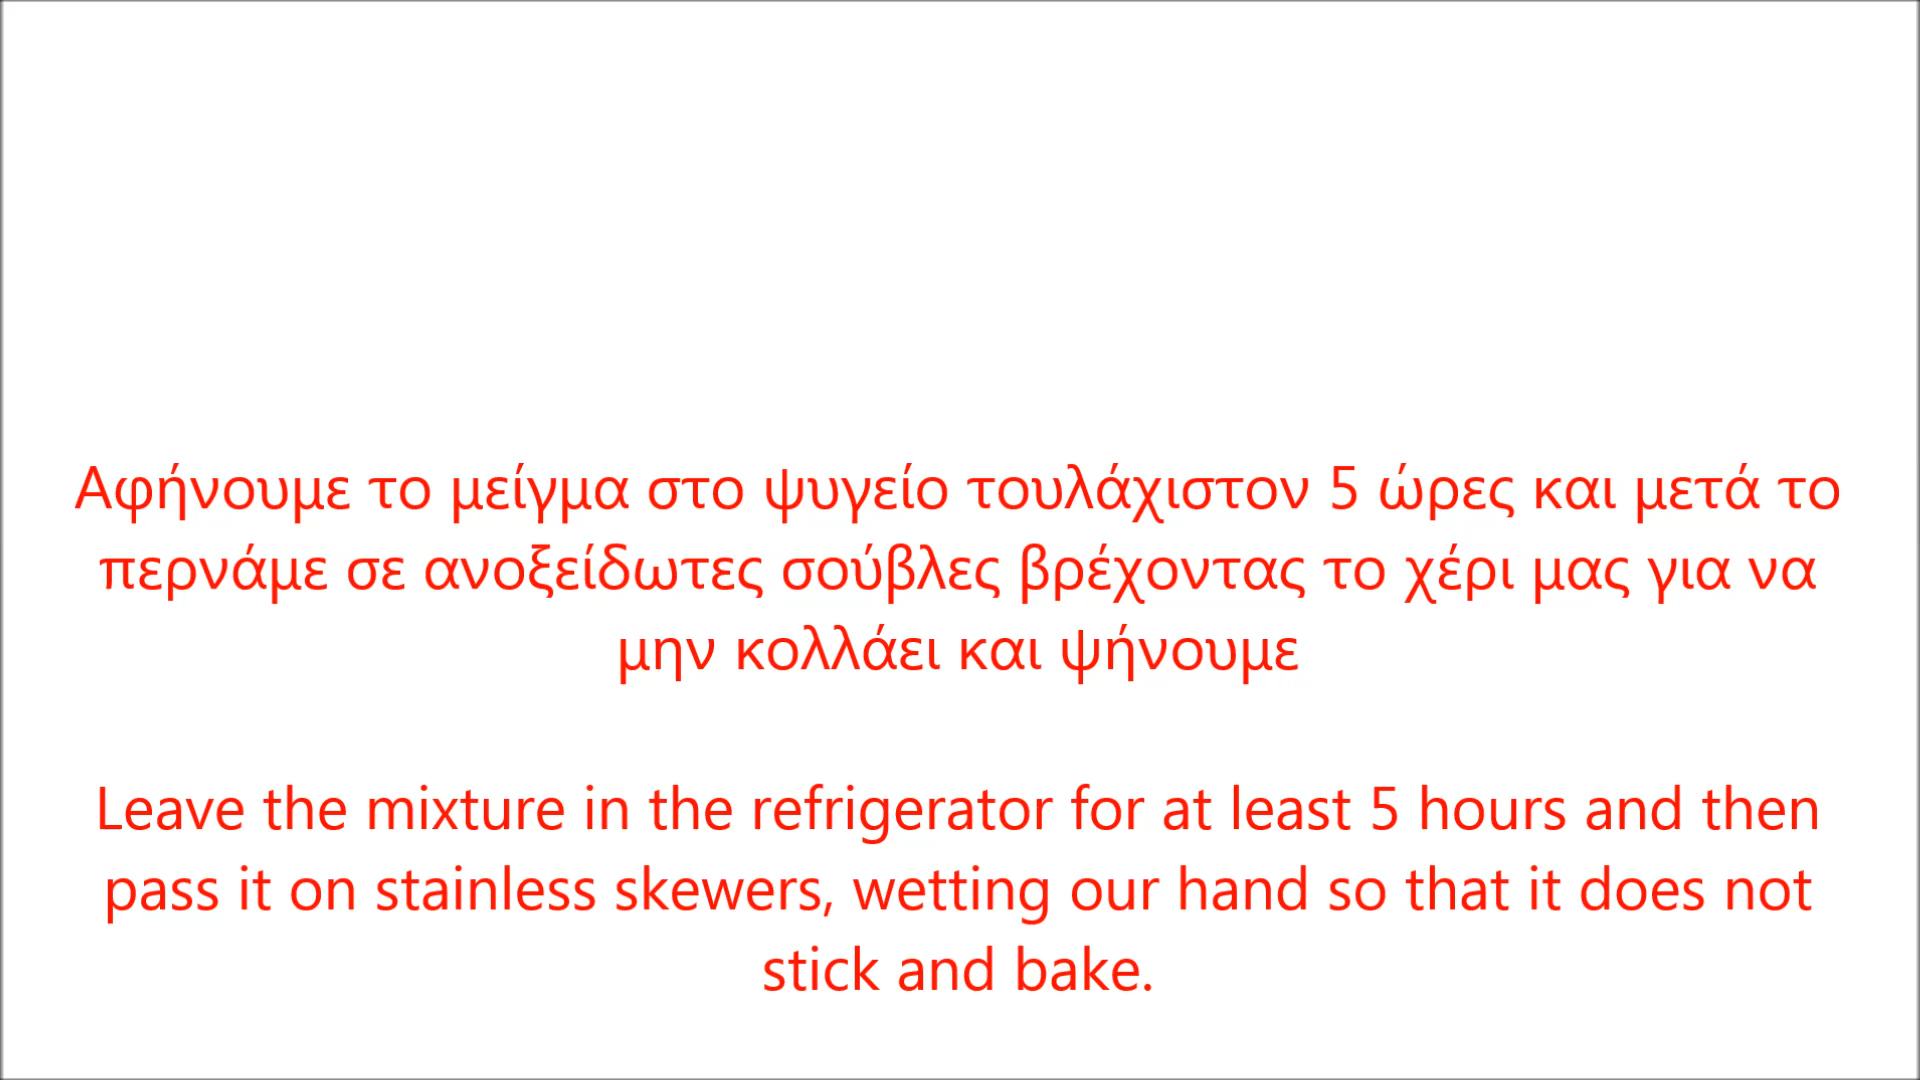 Αφήνουμε το μείγμα στο ψυγείο τουλάχιστον 5 ώρες και μετά το
περνάμε σε ανοξείδωτες σούβλες βρέχοντας το χέρι μας για να
μην κολλάει και ψήνουμε
Leave the mixture in the refrigerator for at least 5 hours and then
pass it on stainless skewers, wetting our hand so that it does not
stick and bake.